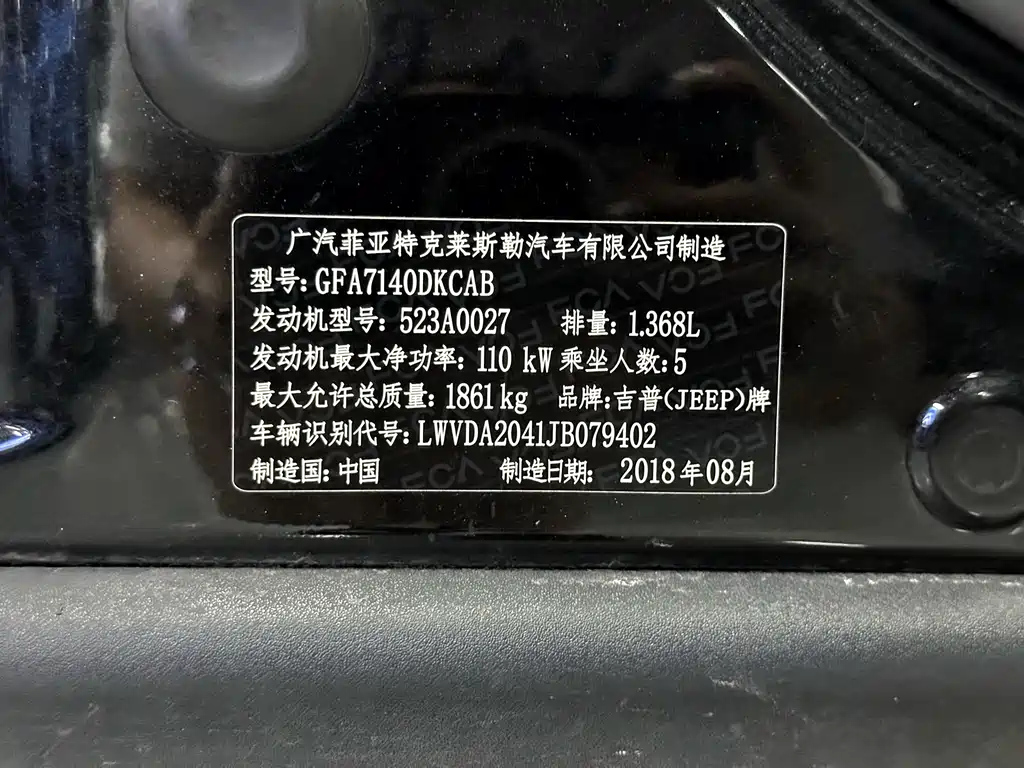 广汽菲亚特克莱斯勒汽车有限公司制造
型号: GFA7140DKCAB
发动机型号: 523A0027 排量: 1.368L
发动机最大净功率: 110 kW 乘坐人数: 5
最大允许总质量: 1861kg 品牌: 吉普(JEEP)牌
车辆识别代号: LWVDA2041JB079402
制造国: 中国 制造日期: 2018年08月